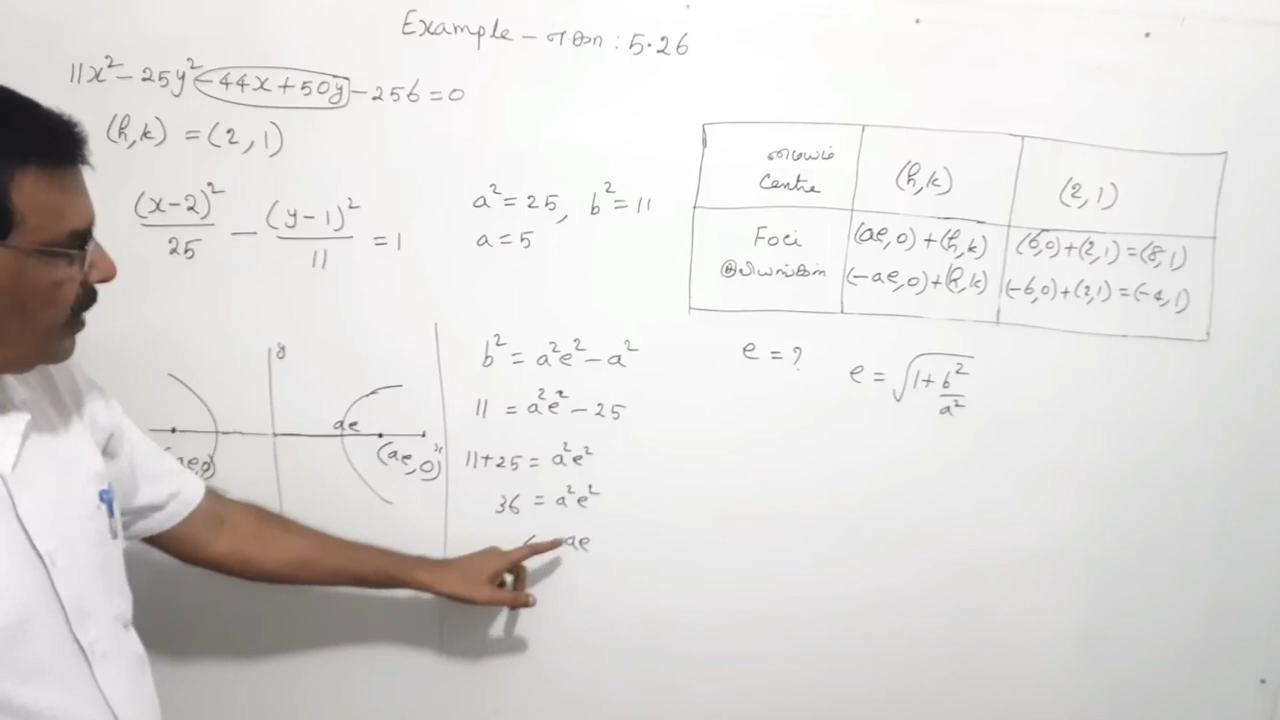 Example - எ.கா : 5.26
11x² - 25y² - 44x + 50y - 256 = 0
(h, k) = (2, 1)
(x-2)²/25 - (y-1)²/11 = 1
a² = 25, b² = 11
a = 5
மையம் Centre (h, k) (2, 1)
Foci குவியங்கள் (ae, 0) + (h, k) (6, 0) + (2, 1) = (8, 1)
(-ae, 0) + (h, k) (-6, 0) + (2, 1) = (-4, 1)
y
ae
x
(ae, 0)
b² = a²e² - a²
11 = a²e² - 25
11+25 = a²e²
36 = a²e²
ae
e = ?
e = √(1 + b²/a²)